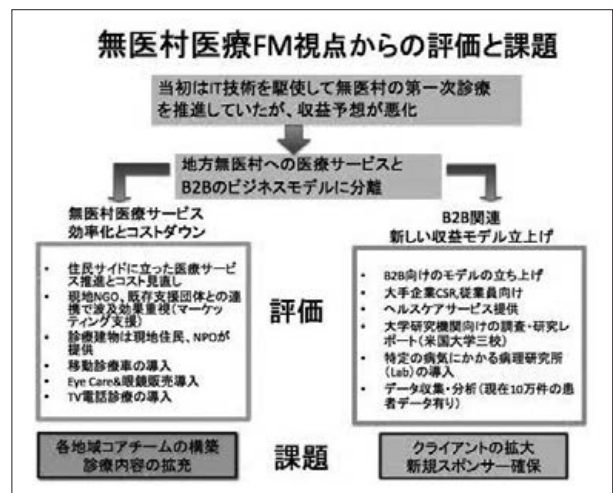 無医村医療FM視点からの評価と課題
当初はIT技術を駆使して無医村の第一次診療
を推進していたが、収益予想が悪化
地方無医村への医療サービスと
B2Bのビジネスモデルに分離
無医村医療サービス
効率化とコストダウン
• 住民サイドに立った医療サービ
ス推進とコスト見直し
• 現地NGO、既存支援団体との連
携で波及効果重視(マーケッ
ティング支援)
• 診療建物は現地住民、NPOが
提供
• 移動診療車の導入
• Eye Care&眼鏡販売導入
• TV電話診療の導入
評価
B2B関連
新しい収益モデル立上げ
• B2B向けのモデルの立ち上げ
• 大手企業CSR,従業員向け
• ヘルスケアサービス提供
• 大学研究機関向けの調査・研究レ
ポート(米国大学三校)
• 特定の病気にかかる病理研究所
(Lab)の導入
• データ収集・分析(現在10万件の患
者データ有り)
各地域コアチームの構築
診療内容の拡充
課題
クライアントの拡大
新規スポンサー確保